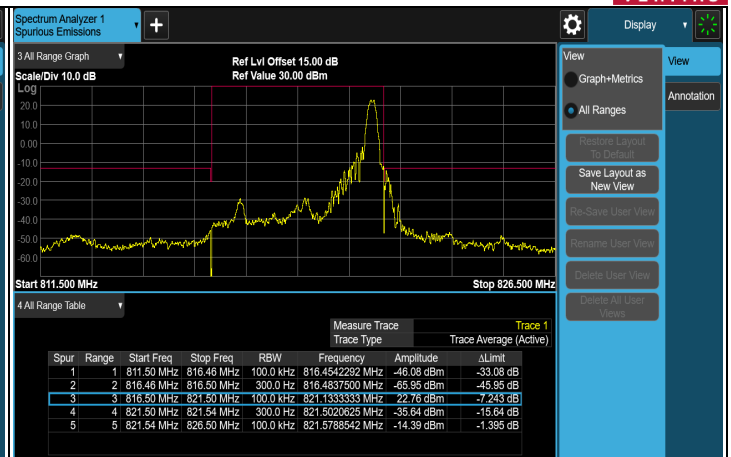 Spectrum Analyzer 1
Spurious Emissions
Display
3 All Range Graph
Ref Lvl Offset 15.00 dB
Scale/Div 10.0 dB
Ref Value 30.00 dBm
Log
20.0
10.0
0.00
-10.0
-20.0
-30.0
-40.0
-50.0
-60.0
Start 811.500 MHz
Stop 826.500 MHz
View
Graph+Metrics
All Ranges
Restore Layout
To Default
Save Layout as
New View
Re-Save User View
Rename User View
Delete User View
Delete All User
Views
View
Annotation
4 All Range Table
Measure Trace Trace 1
Trace Type Trace Average (Active)
Spur Range Start Freq Stop Freq RBW Frequency Amplitude ΔLimit
1 1 811.50 MHz 816.46 MHz 100.0 kHz 816.4542292 MHz -46.08 dBm -33.08 dB
2 2 816.46 MHz 816.50 MHz 300.0 Hz 816.4837500 MHz -65.95 dBm -45.95 dB
3 3 816.50 MHz 821.50 MHz 100.0 kHz 821.1333333 MHz 22.76 dBm -7.243 dB
4 4 821.50 MHz 821.54 MHz 300.0 Hz 821.5020625 MHz -35.64 dBm -15.64 dB
5 5 821.54 MHz 826.50 MHz 100.0 kHz 821.5788542 MHz -14.39 dBm -1.395 dB